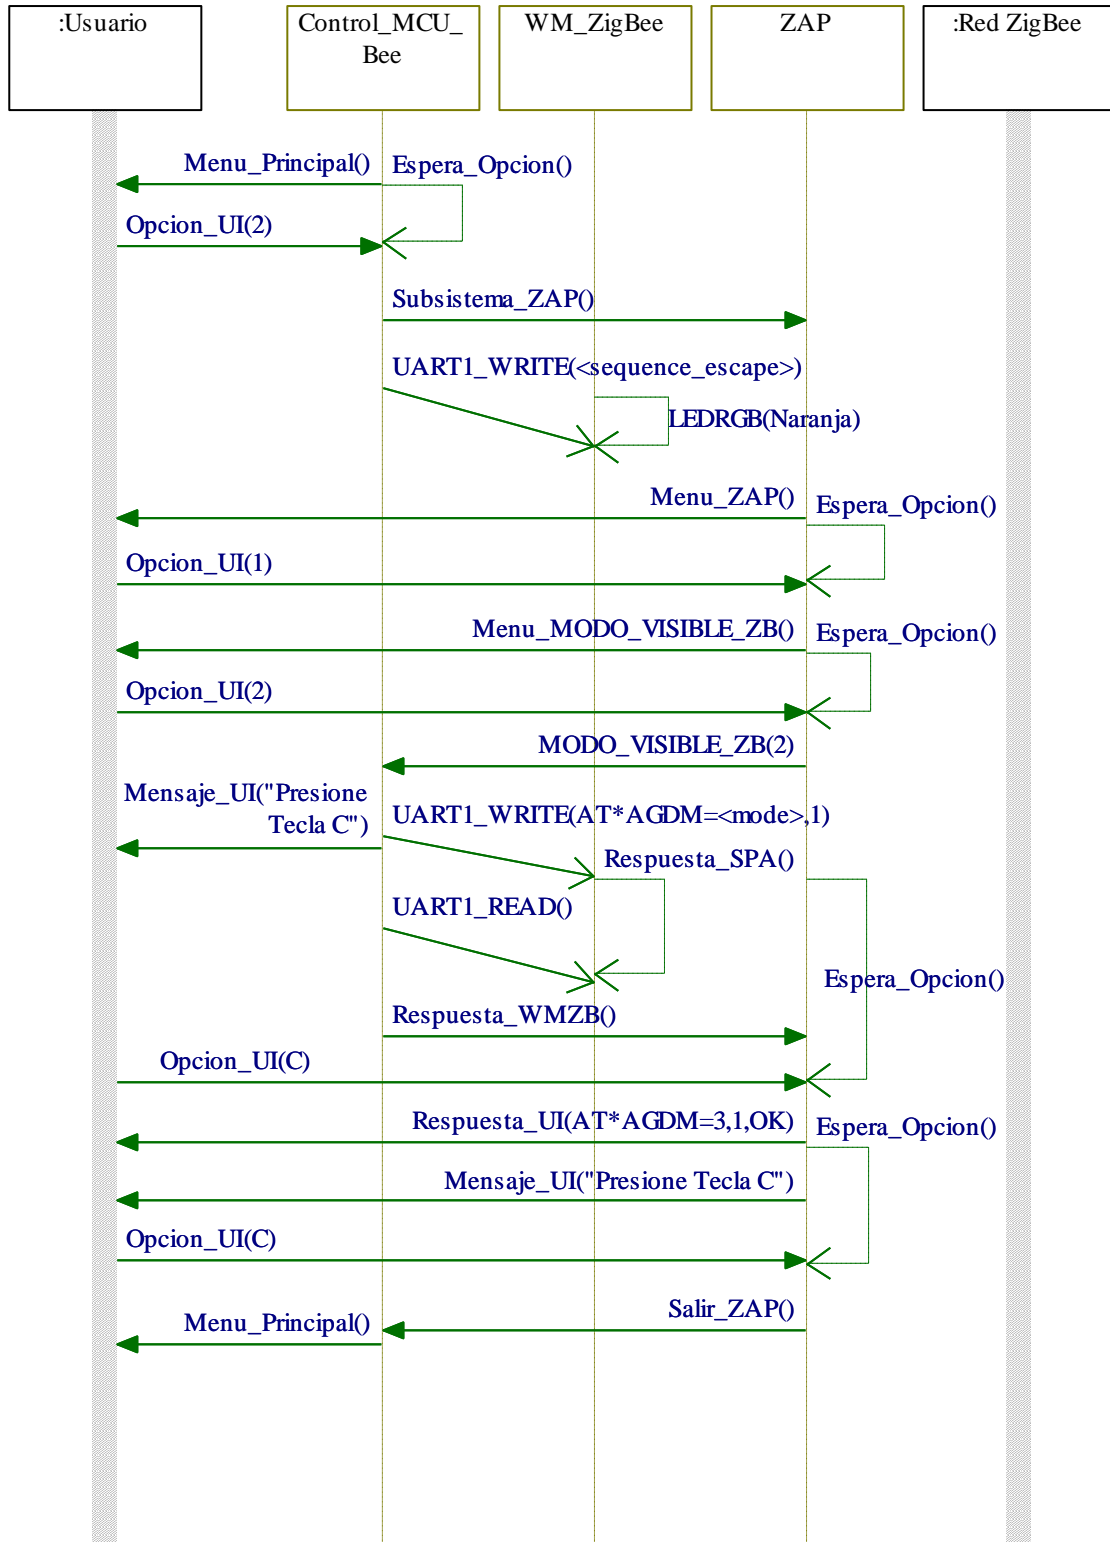 :Usuario
Control_MCU_
Bee
WM_ZigBee
ZAP
:Red ZigBee
Menu_Principal()
Espera_Opcion()
Opcion_UI(2)
Subsistema_ZAP()
UART1_WRITE(<sequence_escape>)
LEDRGB(Naranja)
Menu_ZAP()
Espera_Opcion()
Opcion_UI(1)
Menu_MODO_VISIBLE_ZB()
Espera_Opcion()
Opcion_UI(2)
MODO_VISIBLE_ZB(2)
Mensaje_UI("Presione
Tecla C")
UART1_WRITE(AT*AGDM=<mode>,1)
Respuesta_SPA()
UART1_READ()
Espera_Opcion()
Respuesta_WMZB()
Opcion_UI(C)
Respuesta_UI(AT*AGDM=3,1,OK)
Espera_Opcion()
Mensaje_UI("Presione Tecla C")
Opcion_UI(C)
Salir_ZAP()
Menu_Principal()